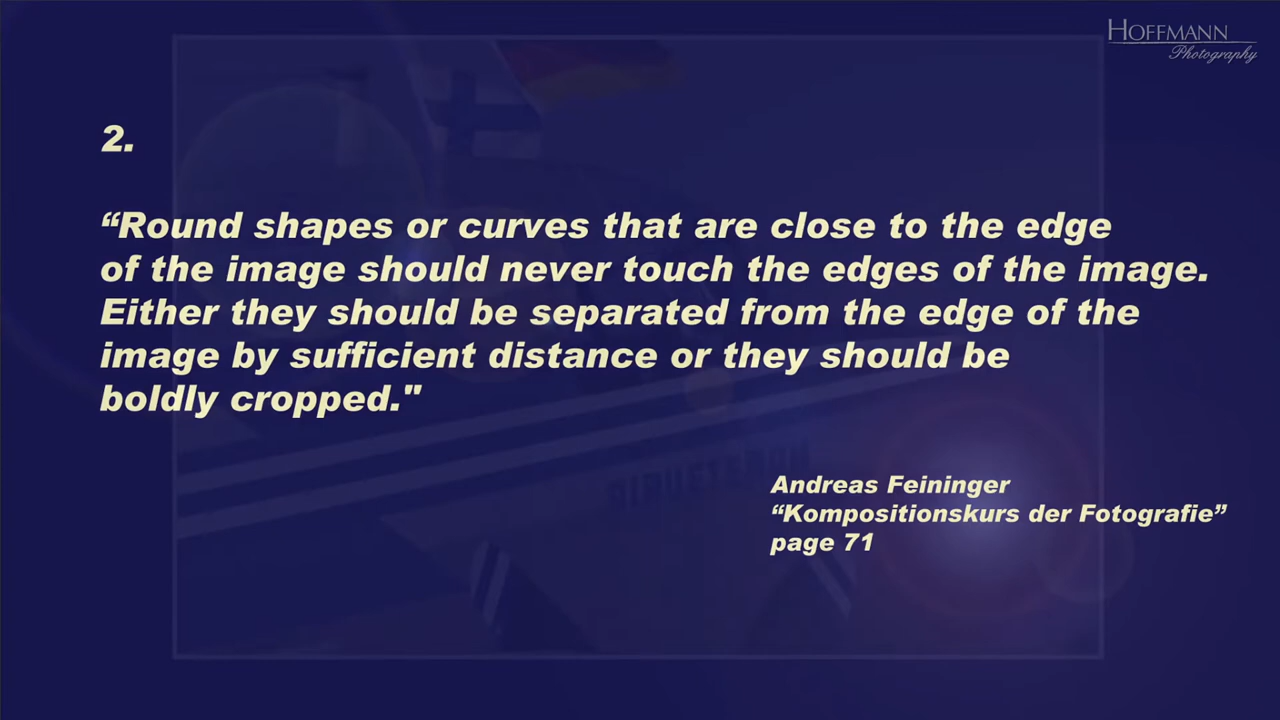 HOFFMANN
Photography
2.
“Round shapes or curves that are close to the edge
of the image should never touch the edges of the image.
Either they should be separated from the edge of the
image by sufficient distance or they should be
boldly cropped."
Andreas Feininger
“Kompositionskurs der Fotografie”
page 71